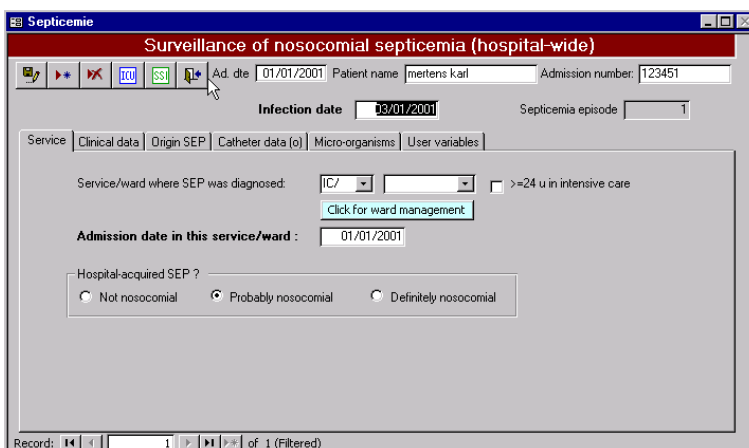 Septicemie
Surveillance of nosocomial septicemia (hospital-wide)
ICU SSI Ad. dte 01/01/2001 Patient name mertens karl Admission number: 123451
Infection date 03/01/2001 Septicemia episode 1
Service Clinical data Origin SEP Catheter data (o) Micro-organisms User variables
Service/ward where SEP was diagnosed: IC/ >=24 u in intensive care
Click for ward management
Admission date in this service/ward : 01/01/2001
Hospital-acquired SEP ?
Not nosocomial Probably nosocomial Definitely nosocomial
Record: 1 of 1 (Filtered)